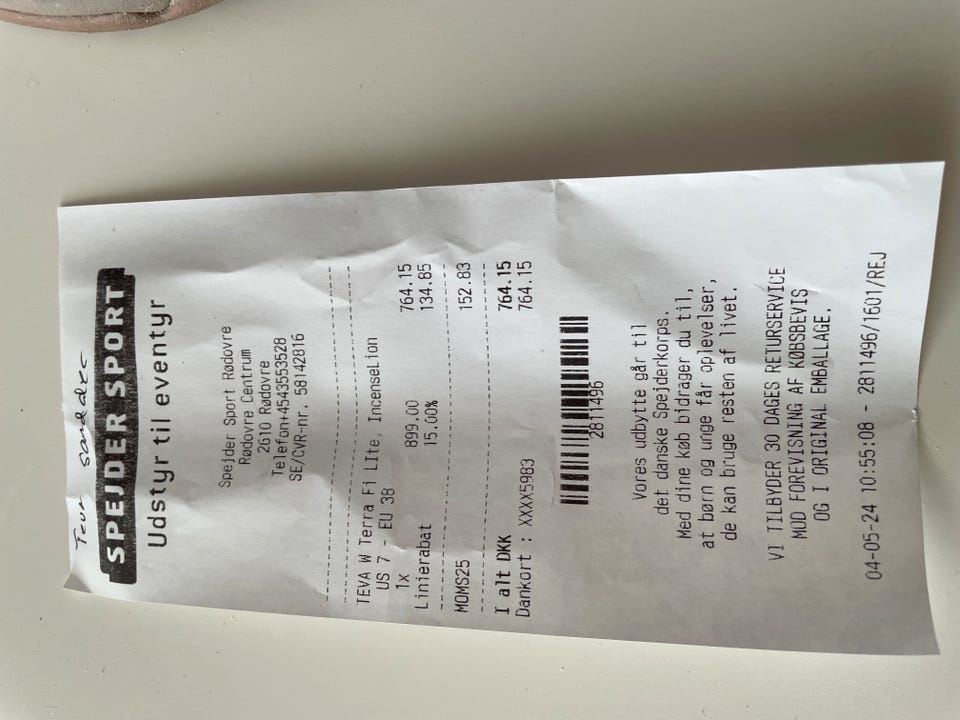 Teva sandaler
SPEJDER SPORT
Udstyr til eventyr
Spejder Sport Rødovre
Rødovre Centrum
2610 Rødovre
Telefon+4543553528
SE/CVR-nr. 58142816
TEVA W Terra Fi LIte, IncenseLion
US 7 EU 38
1x 899.00 764.15
Linierabat 15.00% 134.85
MOMS25 152.83
I alt DKK 764.15
Dankort : XXXX5983 764.15
2811496
Vores udbytte går til
det danske Spejderkorps.
Med dine køb bidrager du til,
at børn og unge får oplevelser,
de kan bruge resten af livet.
VI TILBYDER 30 DAGES RETURSERVICE
MOD FOREVISNING AF KØBSBEVIS
OG I ORIGINAL EMBALLAGE.
04-05-24 10:55:08 - 2811496/1601/REJ